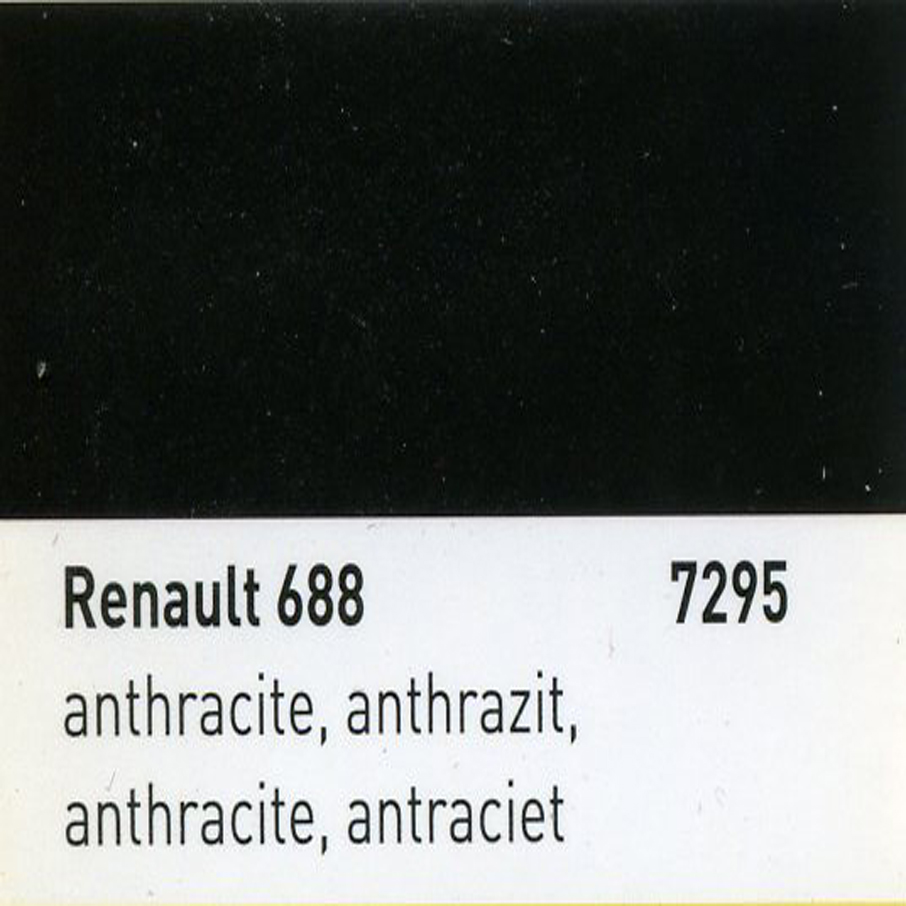 Renault 688 7295
anthracite, anthrazit,
anthracite, antraciet